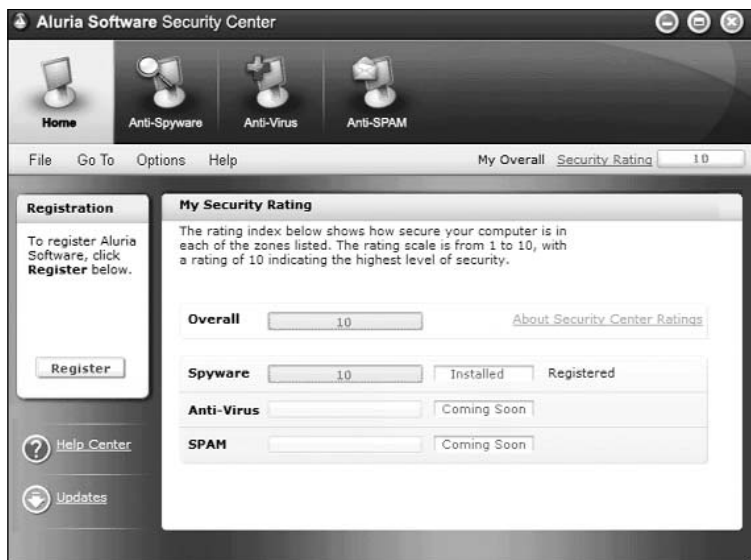 Aluria Software Security Center
Home
Anti-Spyware
Anti-Virus
Anti-SPAM
File Go To Options Help
My Overall Security Rating 10
Registration
To register Aluria
Software, click
Register below.
Register
Help Center
Updates
My Security Rating
The rating index below shows how secure your computer is in
each of the zones listed. The rating scale is from 1 to 10, with
a rating of 10 indicating the highest level of security.
Overall 10 About Security Center Ratings
Spyware 10 Installed Registered
Anti-Virus Coming Soon
SPAM Coming Soon